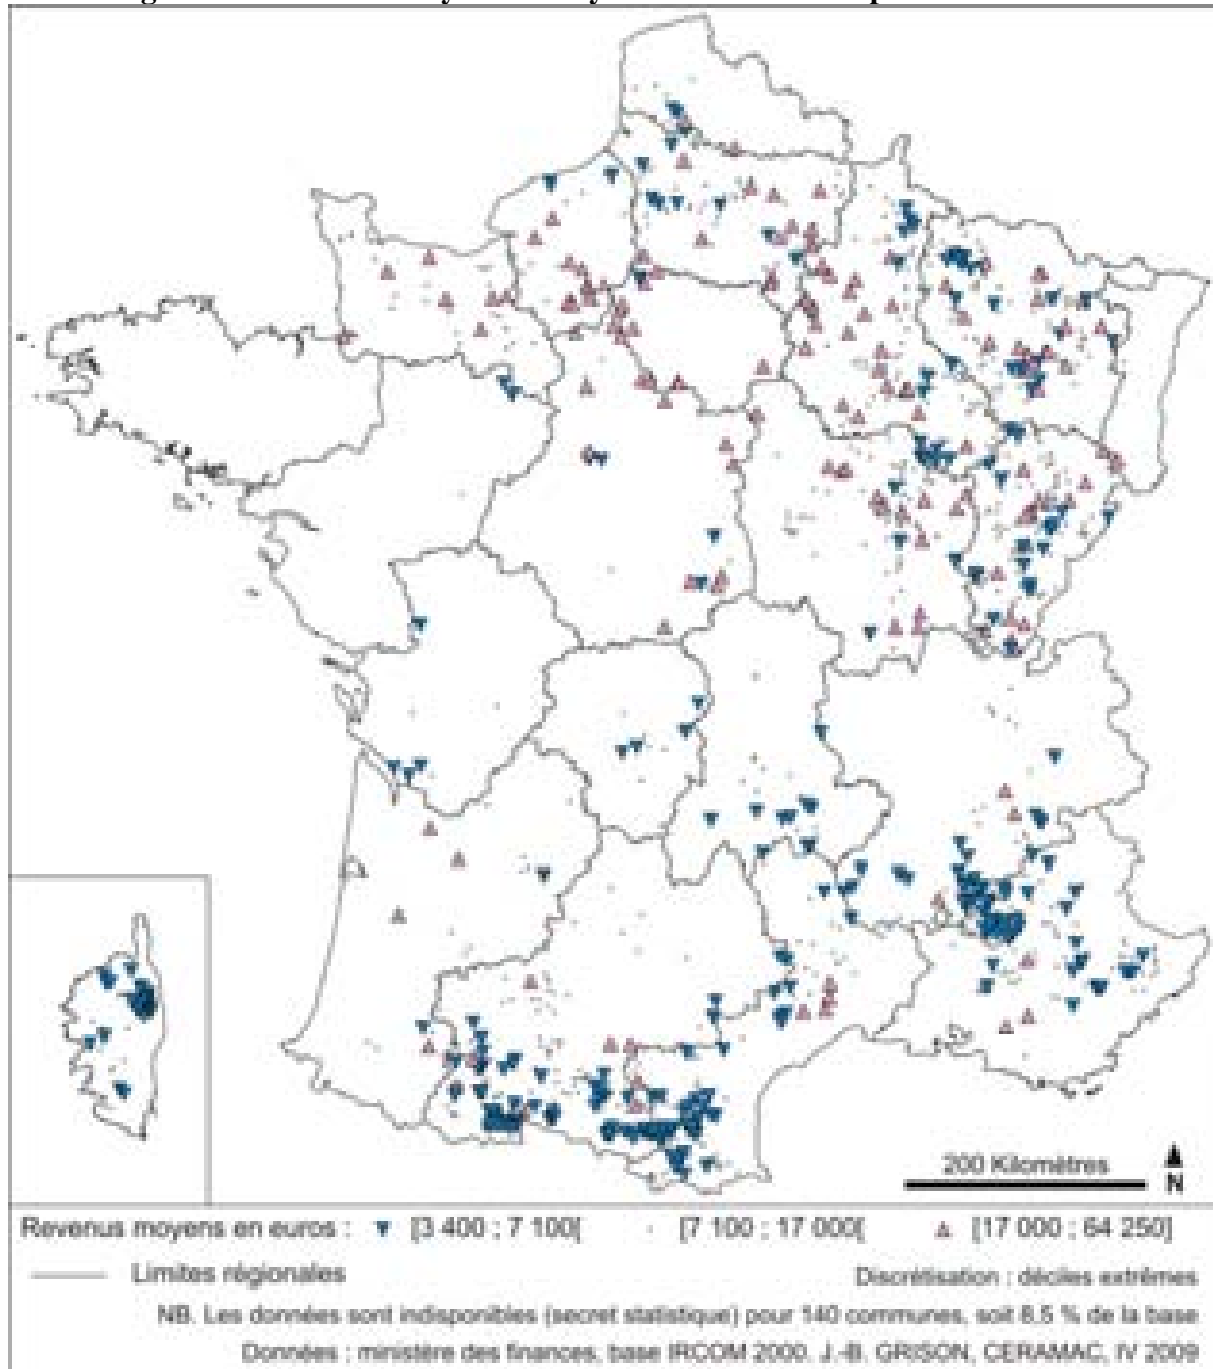 200 Kilomètres
N
Revenus moyens en euros : [3 400 ; 7 100[ [7 100 ; 17 000[ [17 000 ; 64 250]
Limites régionales
Discrétisation : déciles extrêmes
NB. Les données sont indisponibles (secret statistique) pour 140 communes, soit 8,5 % de la base
Données : ministère des finances, base IRCOM 2000. J.-B. GRISON, CERAMAC, IV 2009